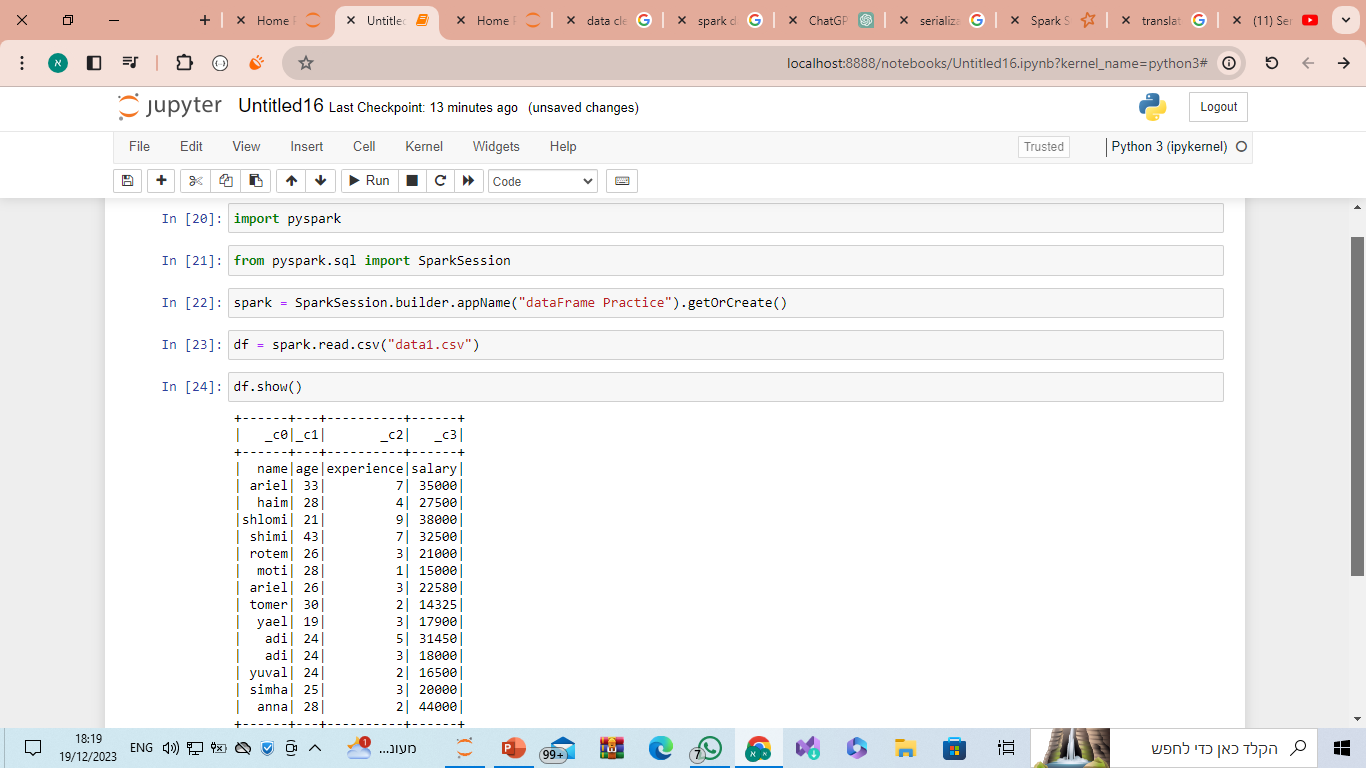 Home F
Untitled
Home F
data cle
spark d
ChatGP
serializa
Spark S
translat
(11) Ser
א
localhost:8888/notebooks/Untitled16.ipynb?kernel_name=python3#
jupyter Untitled16 Last Checkpoint: 13 minutes ago (unsaved changes)
Logout
File Edit View Insert Cell Kernel Widgets Help
Trusted
Python 3 (ipykernel)
Run
Code
In [20]: import pyspark
In [21]: from pyspark.sql import SparkSession
In [22]: spark = SparkSession.builder.appName("dataFrame Practice").getOrCreate()
In [23]: df = spark.read.csv("data1.csv")
In [24]: df.show()
+------+---+----------+------+
|   _c0|_c1|       _c2|   _c3|
+------+---+----------+------+
|  name|age|experience|salary|
| ariel| 33|         7| 35000|
|  haim| 28|         4| 27500|
|shlomi| 21|         9| 38000|
| shimi| 43|         7| 32500|
| rotem| 26|         3| 21000|
|  moti| 28|         1| 15000|
| ariel| 26|         3| 22580|
| tomer| 30|         2| 14325|
|  yael| 19|         3| 17900|
|   adi| 24|         5| 31450|
|   adi| 24|         3| 18000|
| yuval| 24|         2| 16500|
| simha| 25|         3| 20000|
|  anna| 28|         2| 44000|
+------+---+----------+------+
18:19
19/12/2023
ENG
1
מעונ...
99+
7
הקלד כאן כדי לחפש